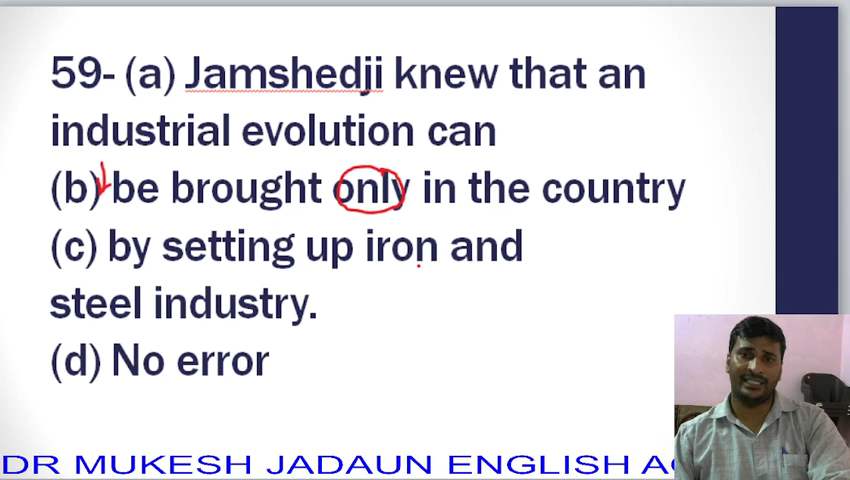 59- (a) Jamshedji knew that an
industrial evolution can
(b) be brought only in the country
(c) by setting up iron and
steel industry.
(d) No error
DR MUKESH JADAUN ENGLISH